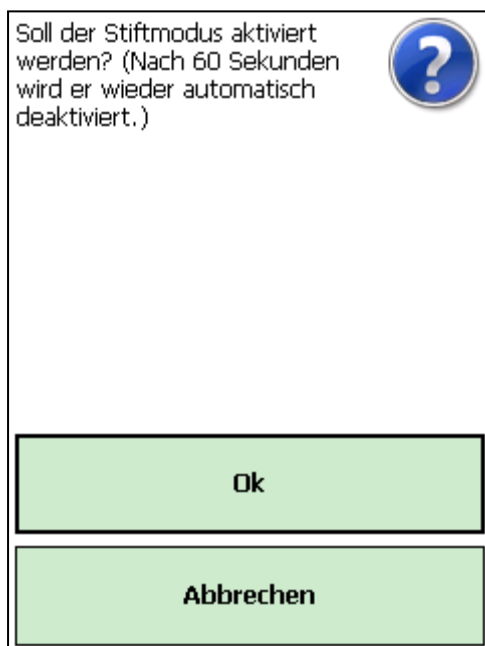 Soll der Stiftmodus aktiviert
werden? (Nach 60 Sekunden
wird er wieder automatisch
deaktiviert.)
?
Ok
Abbrechen